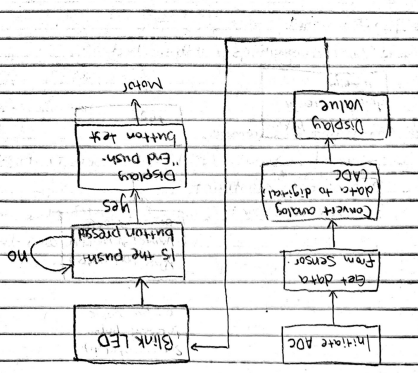 Initiate ADC
Get data
from sensor.
Convert analog
data to digital
(ADC
Display
value
Blink LED
is the push-
button pressed
no
yes
Display
"End push-
button test
Motor